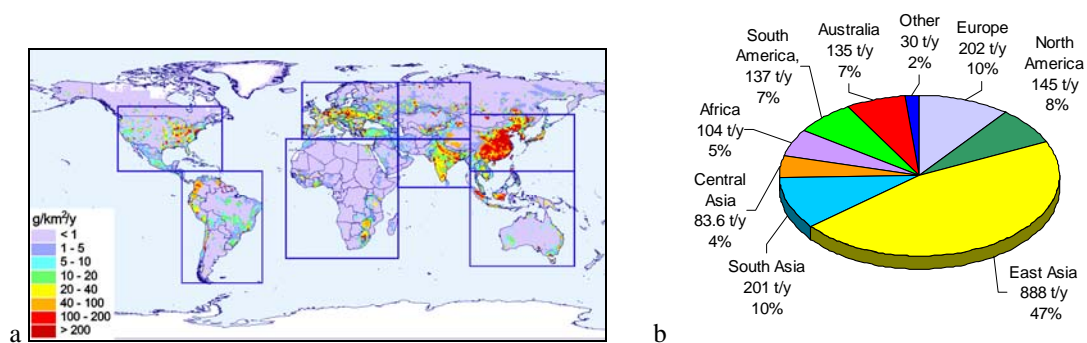 g/km²/y
< 1
1 - 5
5 - 10
10 - 20
20 - 40
40 - 100
100 - 200
> 200
a
South
America,
137 t/y
7%
Australia
135 t/y
7%
Other
30 t/y
2%
Europe
202 t/y
10%
North
America
145 t/y
8%
Africa
104 t/y
5%
Central
Asia
83.6 t/y
4%
South Asia
201 t/y
10%
East Asia
888 t/y
47%
b